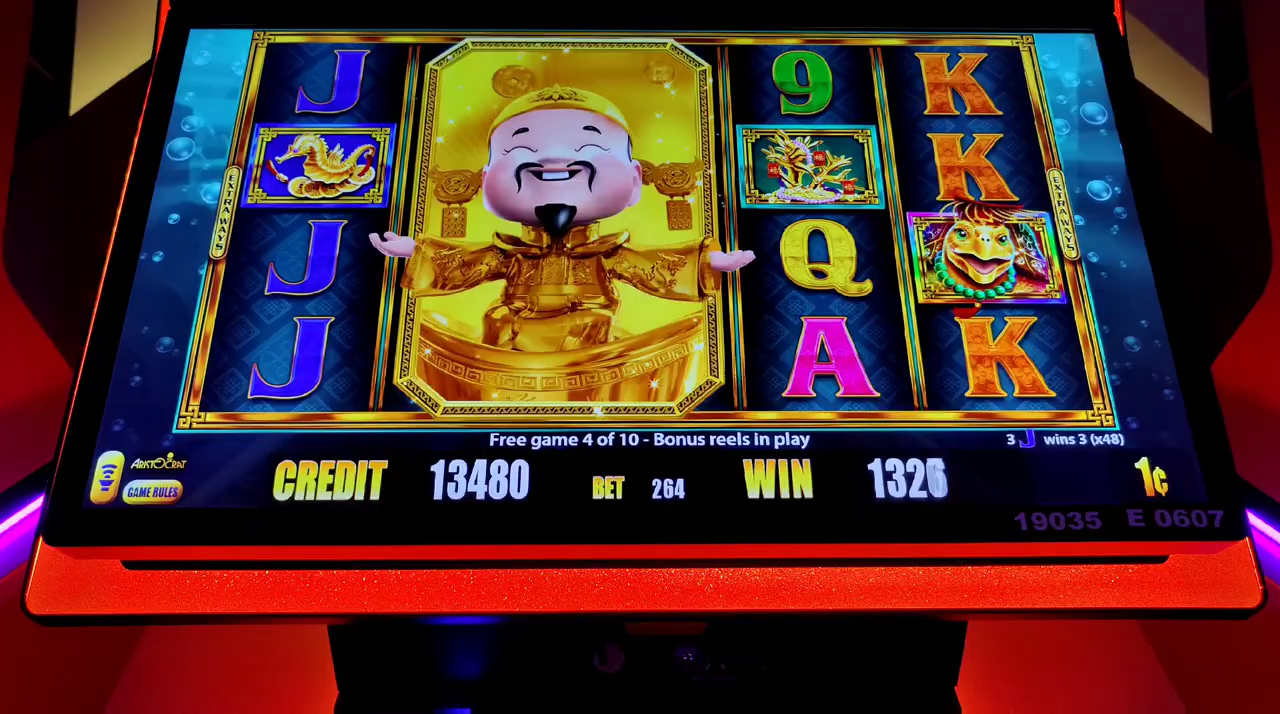 J 9 K
K
EXTRA WAYS EXTRA WAYS
J Q
J A K
Free game 4 of 10 - Bonus reels in play 3 J wins 3 (x48)
ARISTOCRAT
GAME RULES
CREDIT 13480 BET 264 WIN 1326 1¢
19035 E 0607